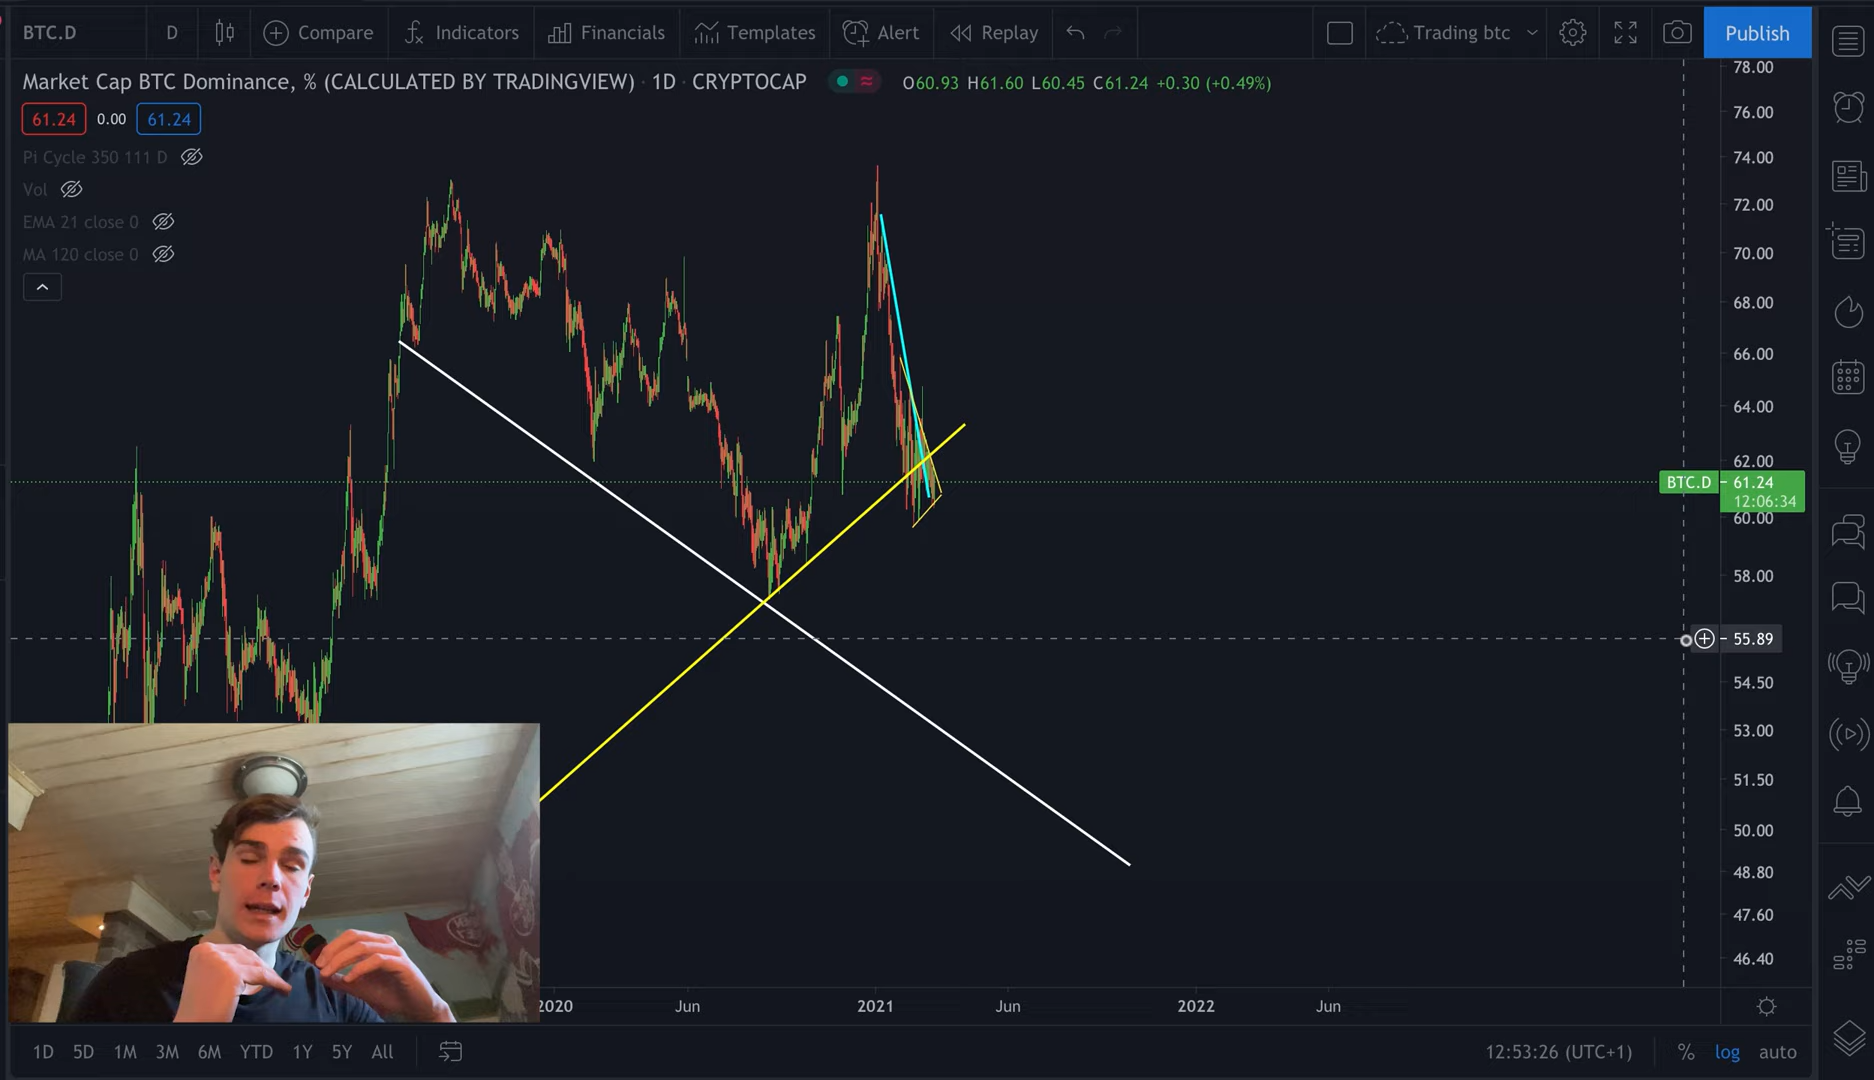 BTC.D D Compare Indicators Financials Templates Alert Replay Trading btc Publish
Market Cap BTC Dominance, % (CALCULATED BY TRADINGVIEW) · 1D · CRYPTOCAP O60.93 H61.60 L60.45 C61.24 +0.30 (+0.49%)
61.24 0.00 61.24
Pi Cycle 350 111 D
Vol
EMA 21 close 0
MA 120 close 0
78.00
76.00
74.00
72.00
70.00
68.00
66.00
64.00
62.00
BTC.D 61.24
12:06:34
60.00
58.00
55.89
54.50
53.00
51.50
50.00
48.80
47.60
46.40
2020 Jun 2021 Jun 2022 Jun
1D 5D 1M 3M 6M YTD 1Y 5Y All 12:53:26 (UTC+1) % log auto